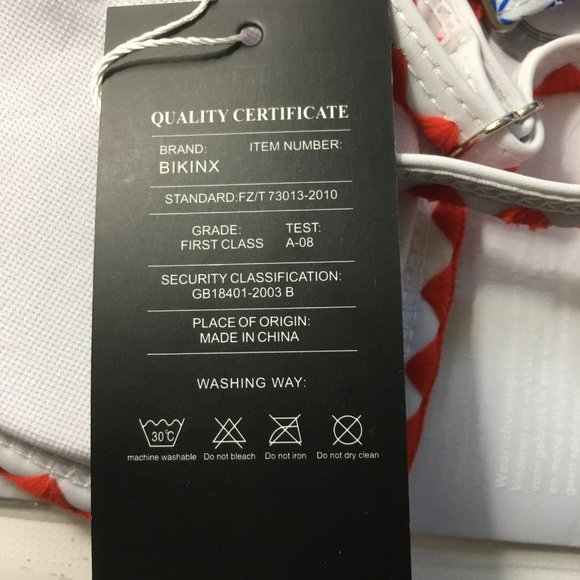 QUALITY CERTIFICATE
BRAND: ITEM NUMBER:
BIKINX
STANDARD:FZ/T 73013-2010
GRADE: TEST:
FIRST CLASS A-08
SECURITY CLASSIFICATION:
GB18401-2003 B
PLACE OF ORIGIN:
MADE IN CHINA
WASHING WAY:
30°C
machine washable Do not bleach Do not iron Do not dry clean